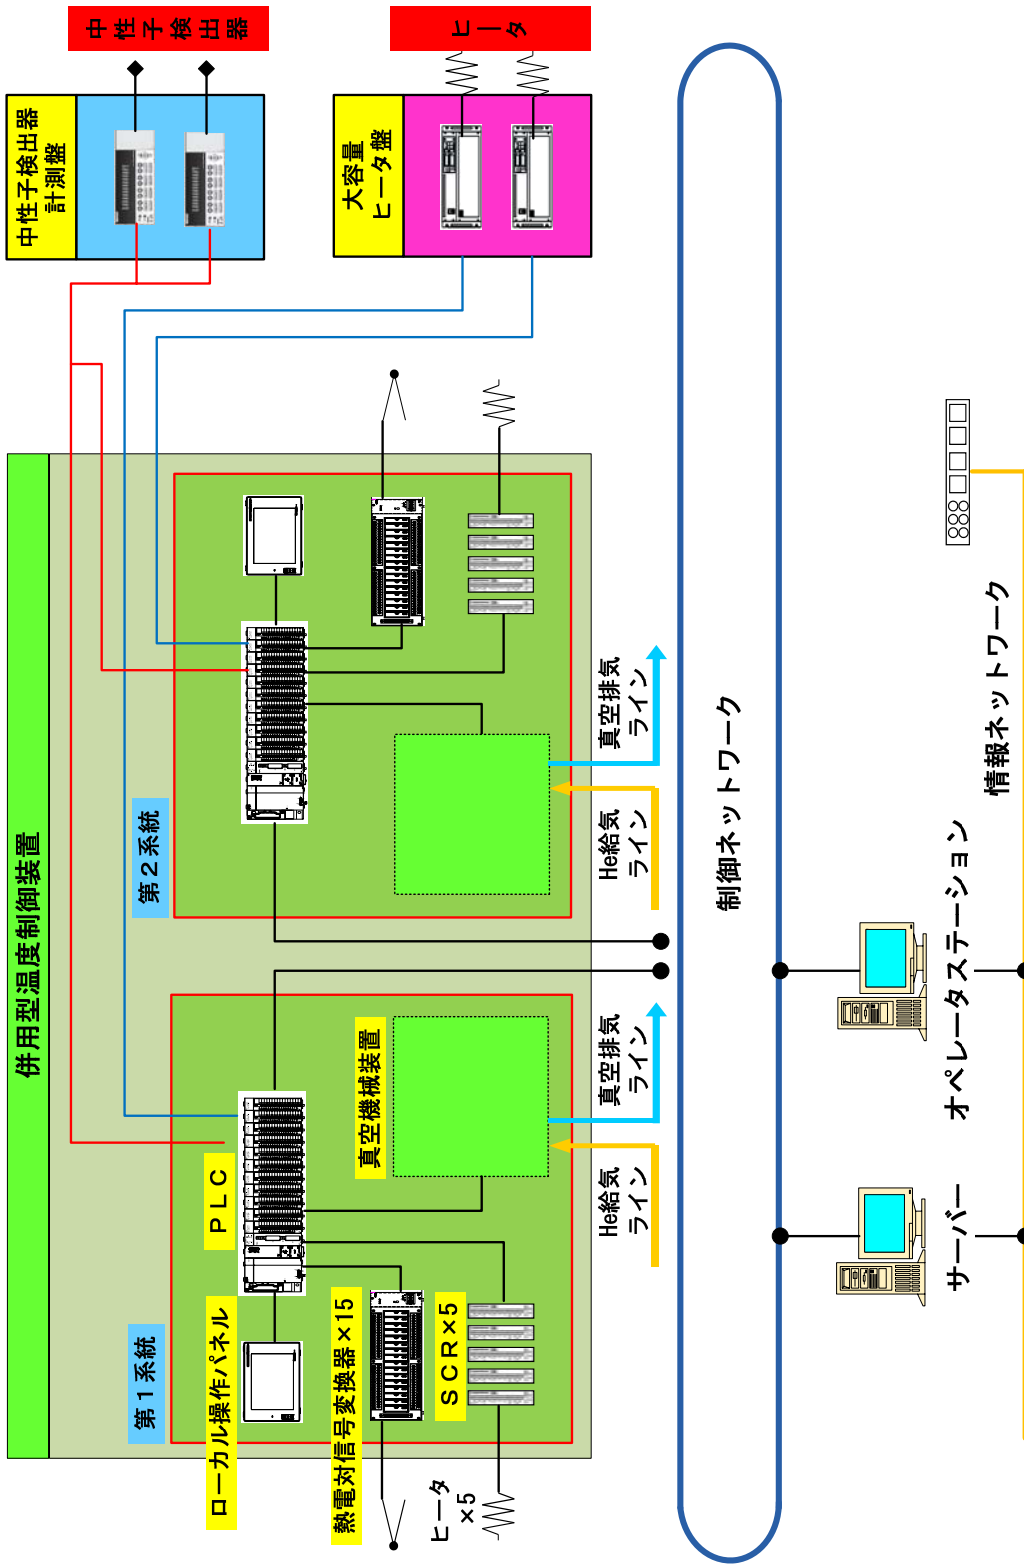 併用型温度制御装置
第1系統
ローカル操作パネル
PLC
熱電対信号変換器×15
SCR×5
ヒータ
×5
真空機械装置
He給気
ライン
真空排気
ライン
第2系統
He給気
ライン
真空排気
ライン
中性子検出器
計測盤
中性子検出器
大容量
ヒータ盤
ヒータ
制御ネットワーク
サーバー
オペレータステーション
情報ネットワーク